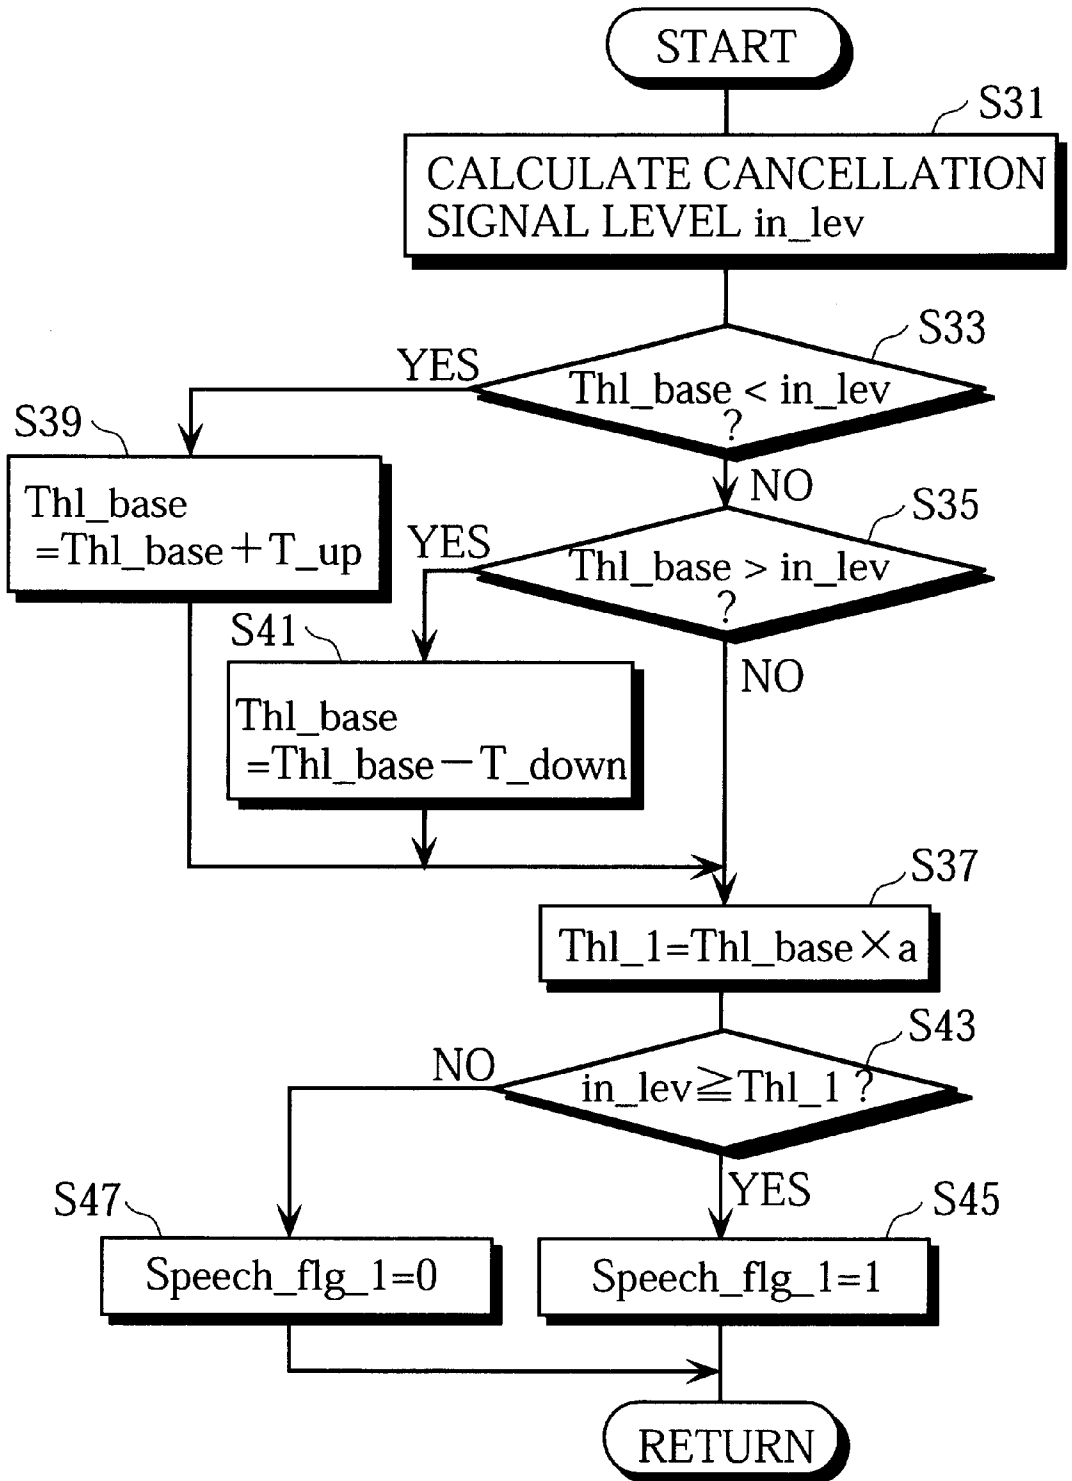 START
S31
CALCULATE CANCELLATION
SIGNAL LEVEL in_lev
S33
YES
Thl_base < in_lev
?
S39
NO
Thl_base
=Thl_base+T_up
S35
YES
Thl_base > in_lev
?
S41
NO
Thl_base
=Thl_base−T_down
S37
Thl_1=Thl_base×a
S43
NO
in_lev≧Thl_1 ?
YES
S47
S45
Speech_flg_1=0
Speech_flg_1=1
RETURN